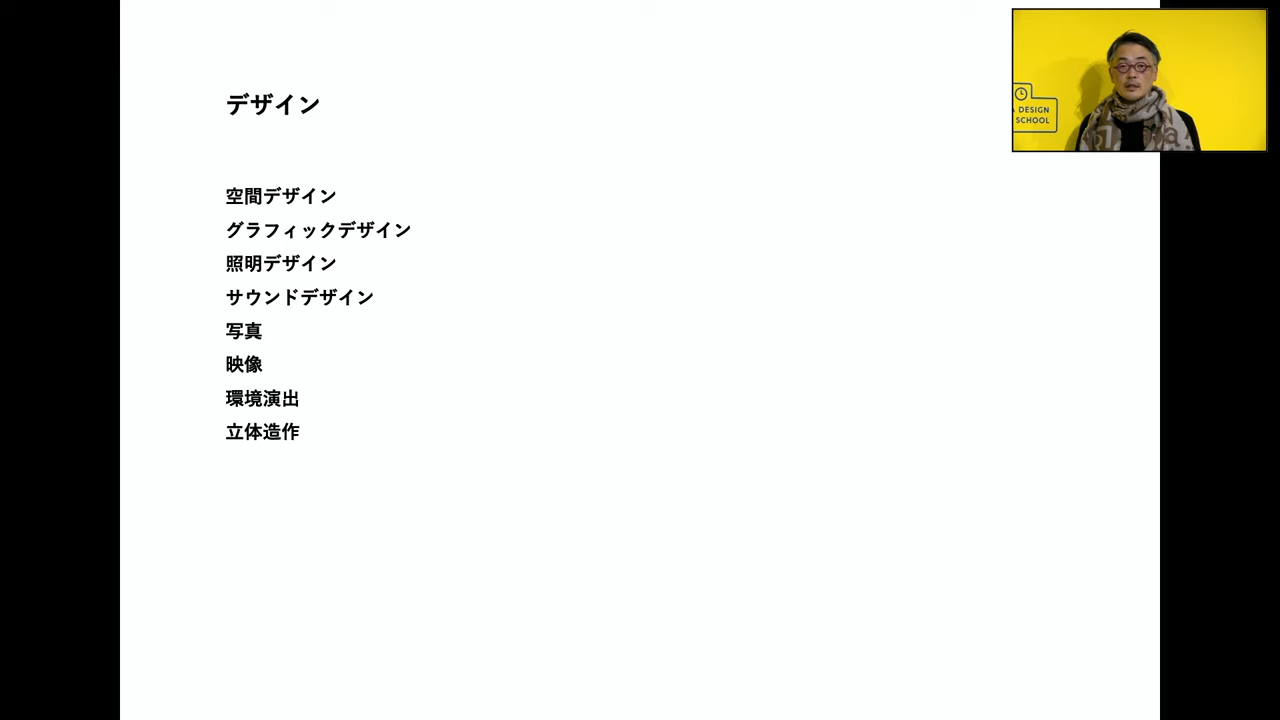 デザイン
空間デザイン
グラフィックデザイン
照明デザイン
サウンドデザイン
写真
映像
環境演出
立体造作
A DESIGN
SCHOOL